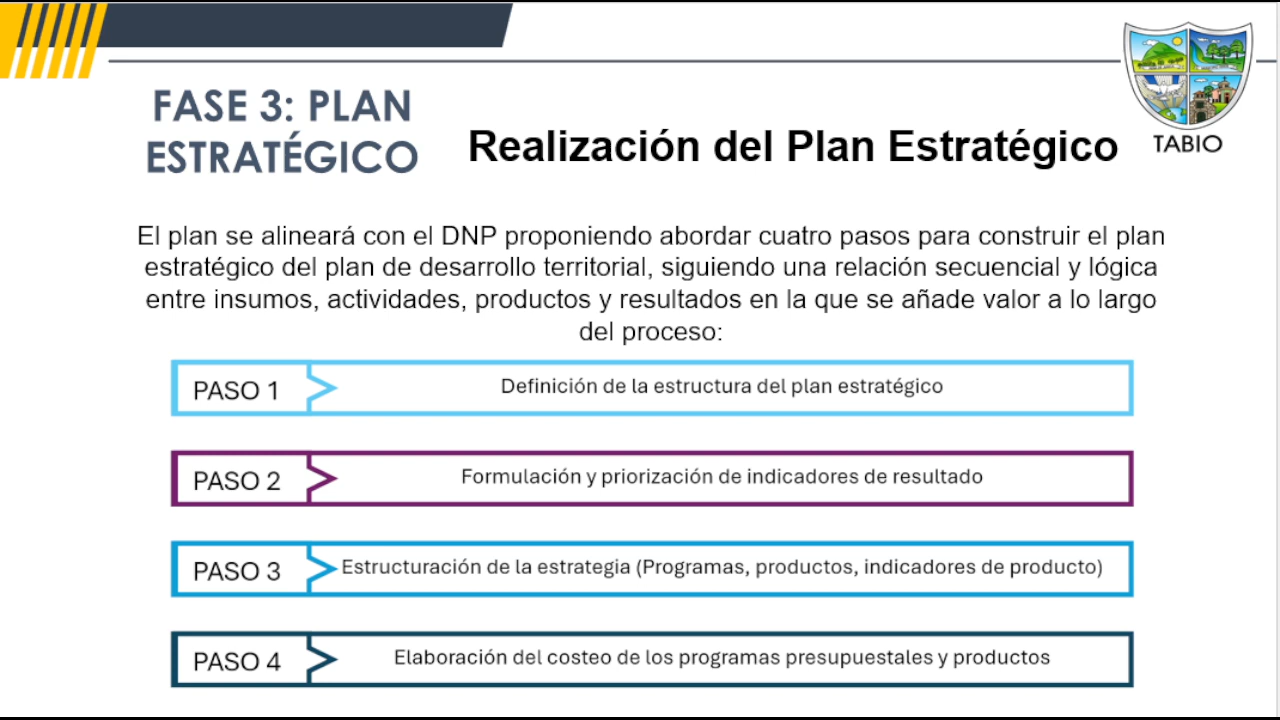 FASE 3: PLAN
ESTRATÉGICO
Realización del Plan Estratégico
TABIO
El plan se alineará con el DNP proponiendo abordar cuatro pasos para construir el plan
estratégico del plan de desarrollo territorial, siguiendo una relación secuencial y lógica
entre insumos, actividades, productos y resultados en la que se añade valor a lo largo
del proceso:
PASO 1
Definición de la estructura del plan estratégico
PASO 2
Formulación y priorización de indicadores de resultado
PASO 3
Estructuración de la estrategia (Programas, productos, indicadores de producto)
PASO 4
Elaboración del costeo de los programas presupuestales y productos